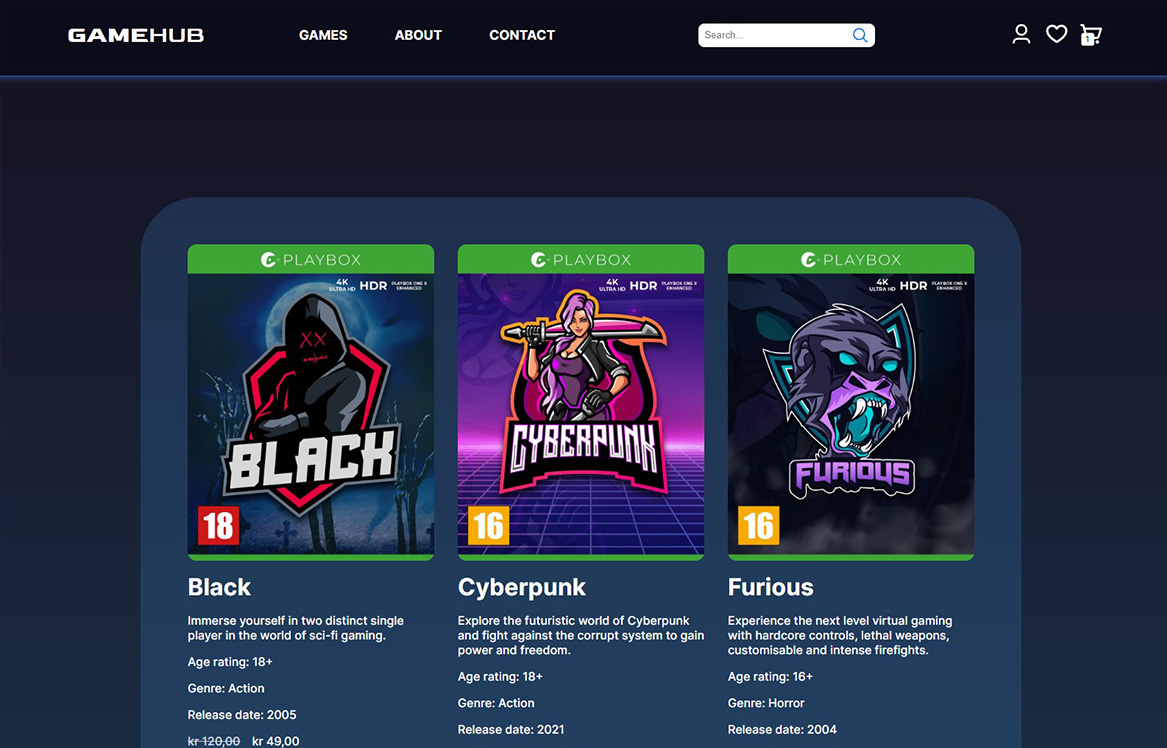 GAMEHUB
GAMES
ABOUT
CONTACT
Search...
1
PLAYBOX
4K
ULTRA HD
HDR
PLAYBOX ONE X
ENHANCED
BLACK
18
Black
Immerse yourself in two distinct single
player in the world of sci-fi gaming.
Age rating: 18+
Genre: Action
Release date: 2005
kr 120,00 kr 49,00
PLAYBOX
4K
ULTRA HD
HDR
PLAYBOX ONE X
ENHANCED
CYBERPUNK
16
Cyberpunk
Explore the futuristic world of Cyberpunk
and fight against the corrupt system to gain
power and freedom.
Age rating: 18+
Genre: Action
Release date: 2021
PLAYBOX
4K
ULTRA HD
HDR
PLAYBOX ONE X
ENHANCED
FURIOUS
16
Furious
Experience the next level virtual gaming
with hardcore controls, lethal weapons,
customisable and intense firefights.
Age rating: 16+
Genre: Horror
Release date: 2004